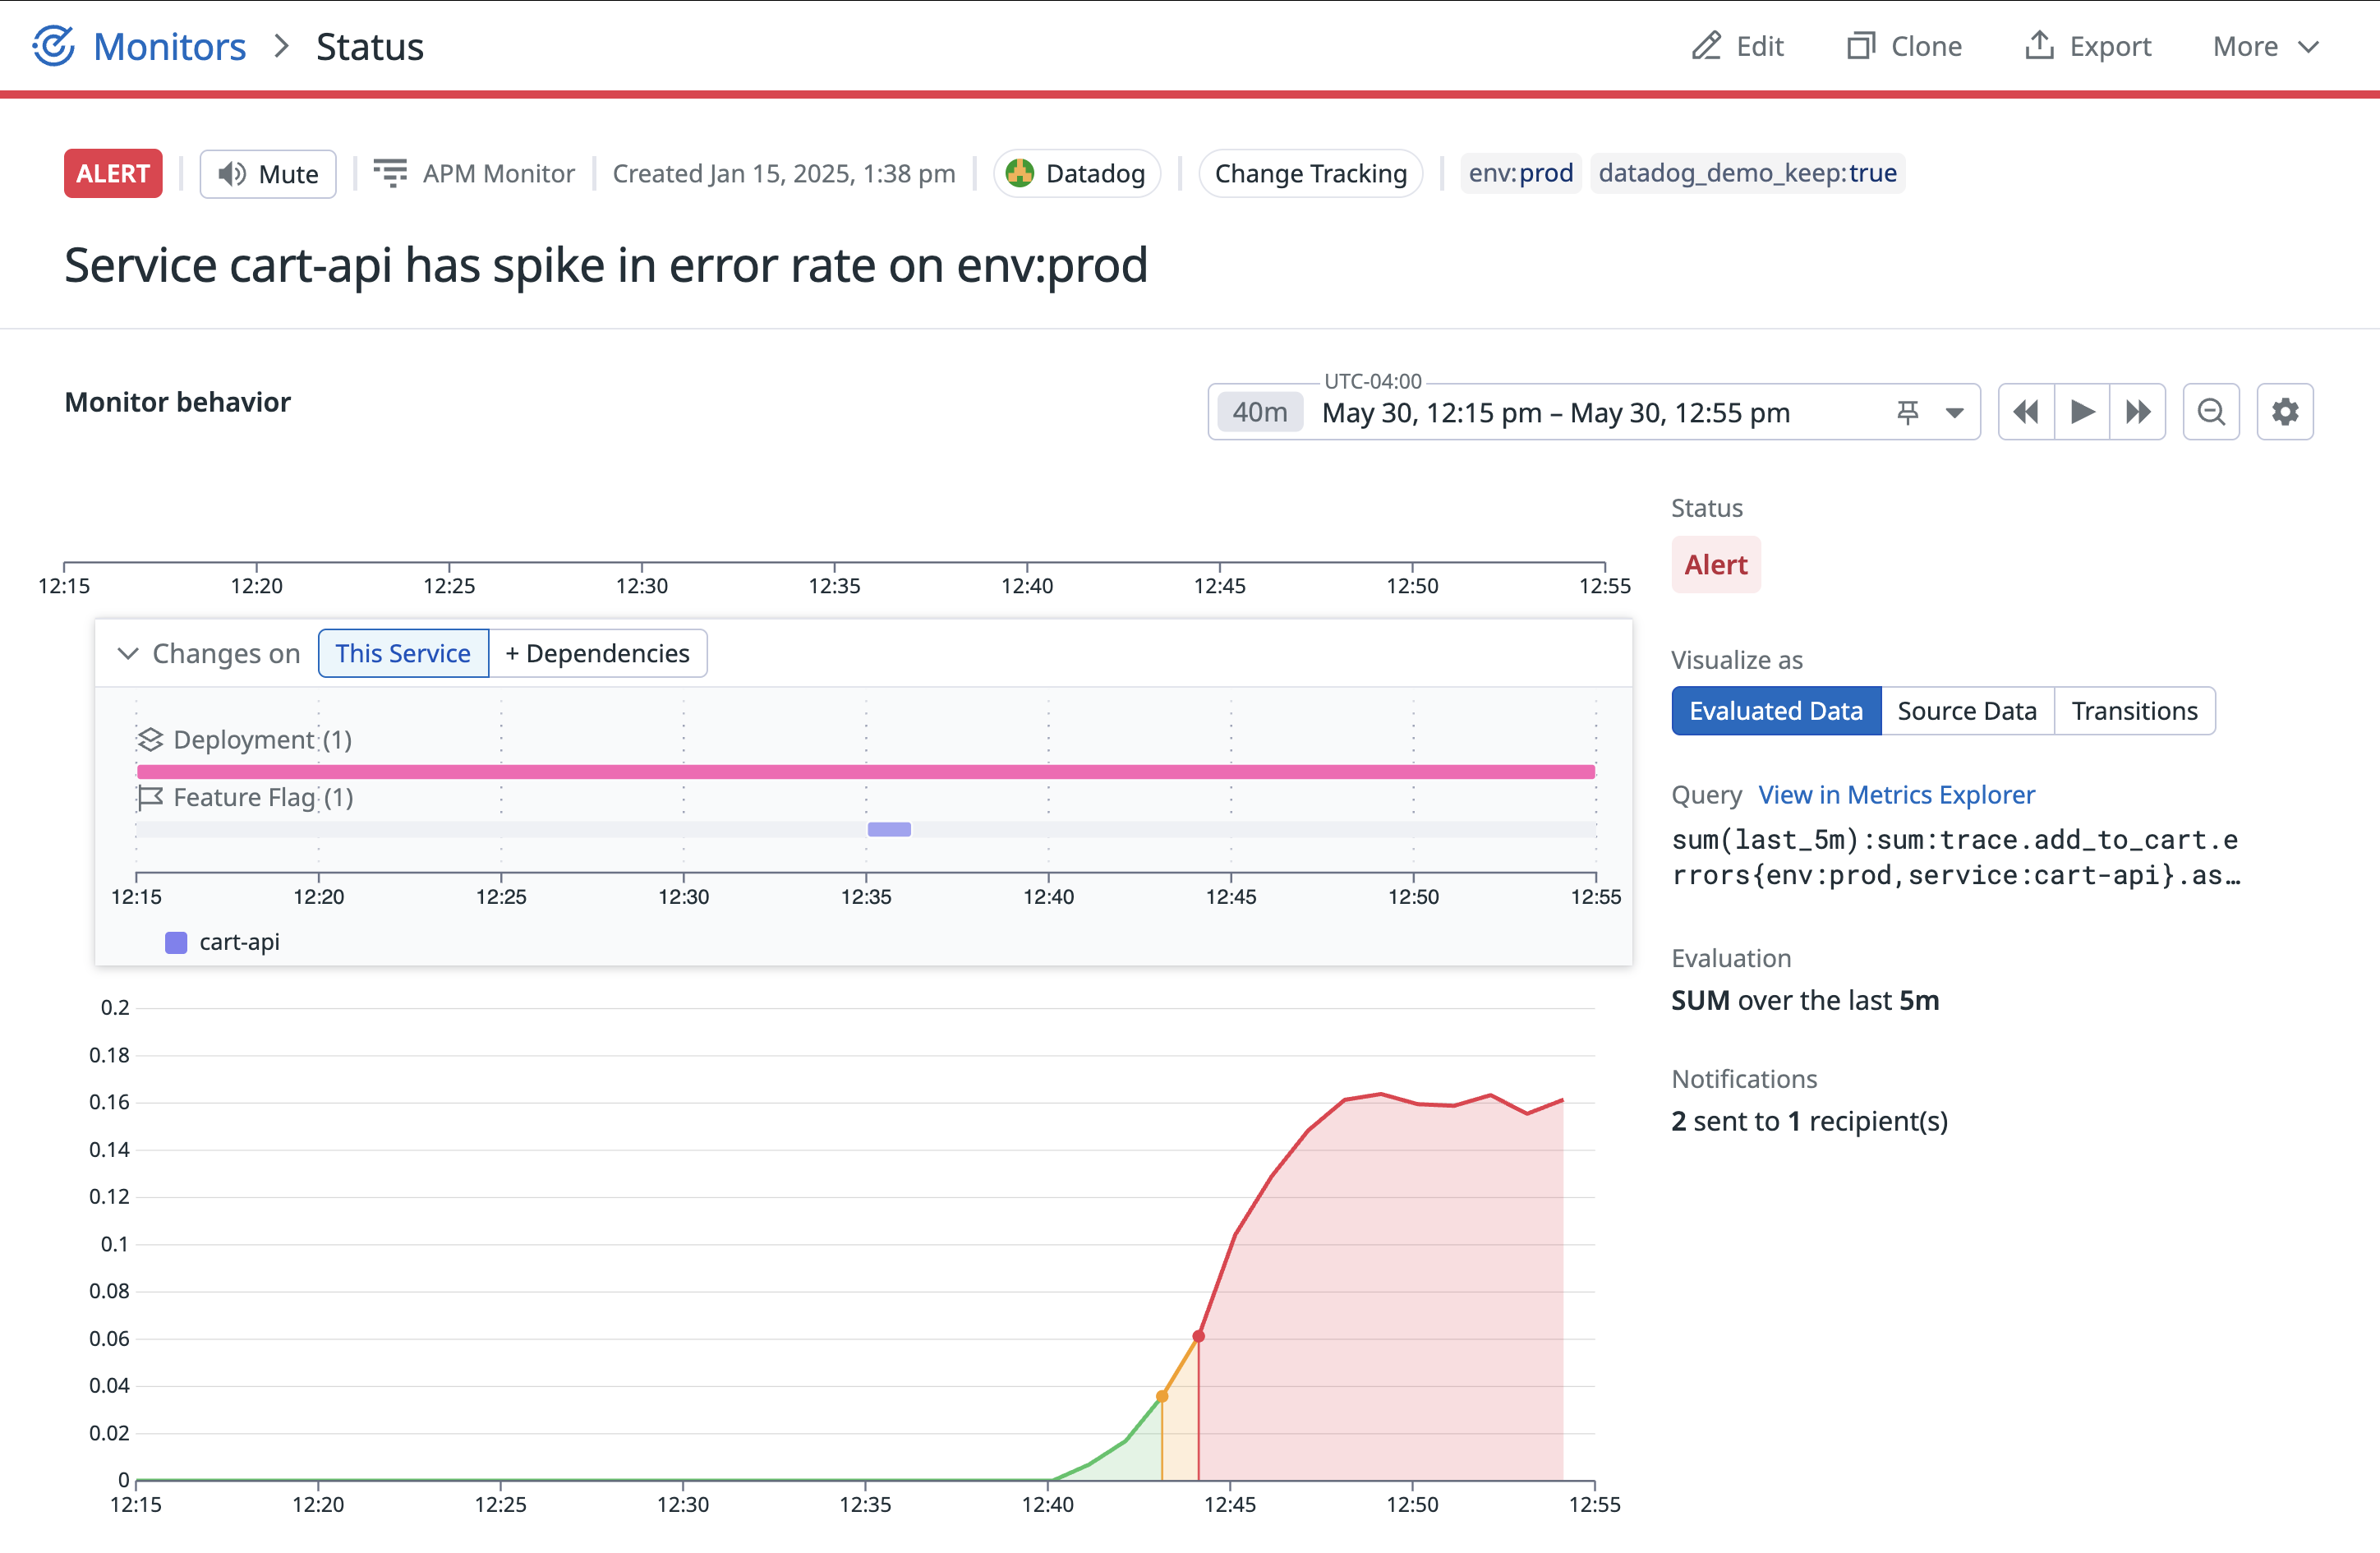 Monitors > Status
Edit
Clone
Export
More
ALERT
Mute
APM Monitor
Created Jan 15, 2025, 1:38 pm
Datadog
Change Tracking
env:prod
datadog_demo_keep:true
Service cart-api has spike in error rate on env:prod
Monitor behavior
UTC-04:00
40m May 30, 12:15 pm – May 30, 12:55 pm
12:15 12:20 12:25 12:30 12:35 12:40 12:45 12:50 12:55
Changes on This Service + Dependencies
Deployment (1)
Feature Flag (1)
12:15 12:20 12:25 12:30 12:35 12:40 12:45 12:50 12:55
cart-api
0.2
0.18
0.16
0.14
0.12
0.1
0.08
0.06
0.04
0.02
0
12:15 12:20 12:25 12:30 12:35 12:40 12:45 12:50 12:55
Status
Alert
Visualize as
Evaluated Data Source Data Transitions
Query View in Metrics Explorer
sum(last_5m):sum:trace.add_to_cart.e
rrors{env:prod,service:cart-api}.as…
Evaluation
SUM over the last 5m
Notifications
2 sent to 1 recipient(s)